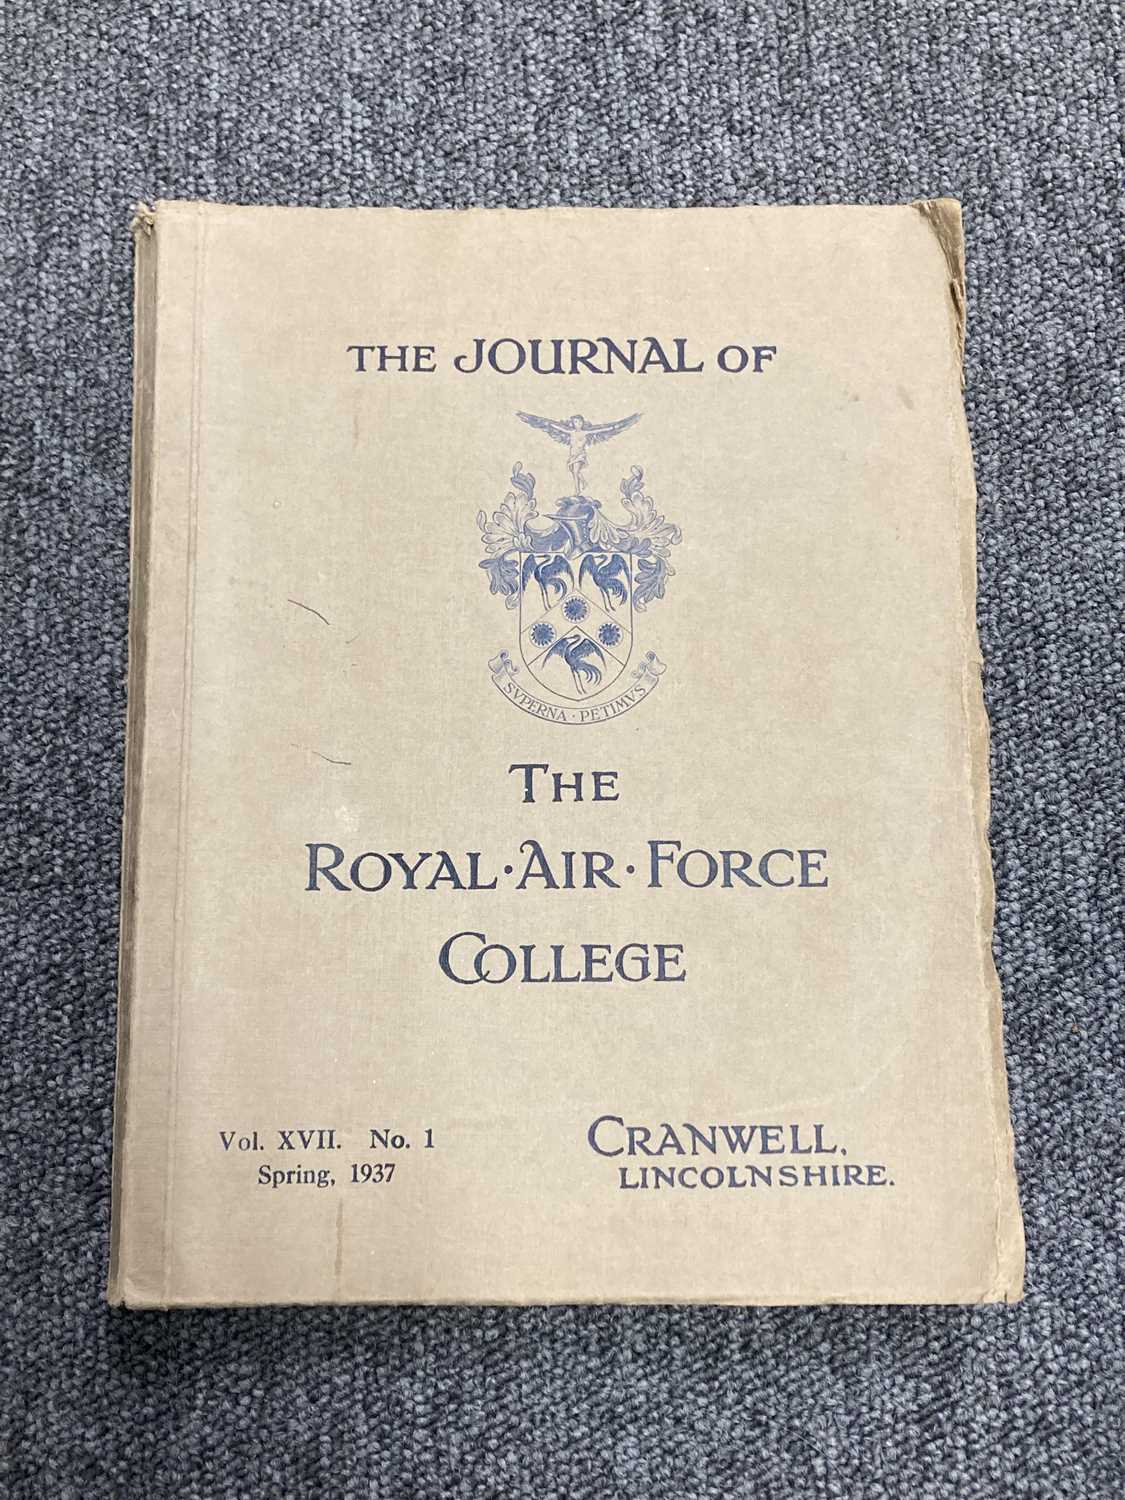 THE JOURNAL OF
SVPERNA · PETIMVS
THE
ROYAL · AIR · FORCE
COLLEGE
Vol. XVII. No. 1
Spring, 1937
CRANWELL,
LINCOLNSHIRE.